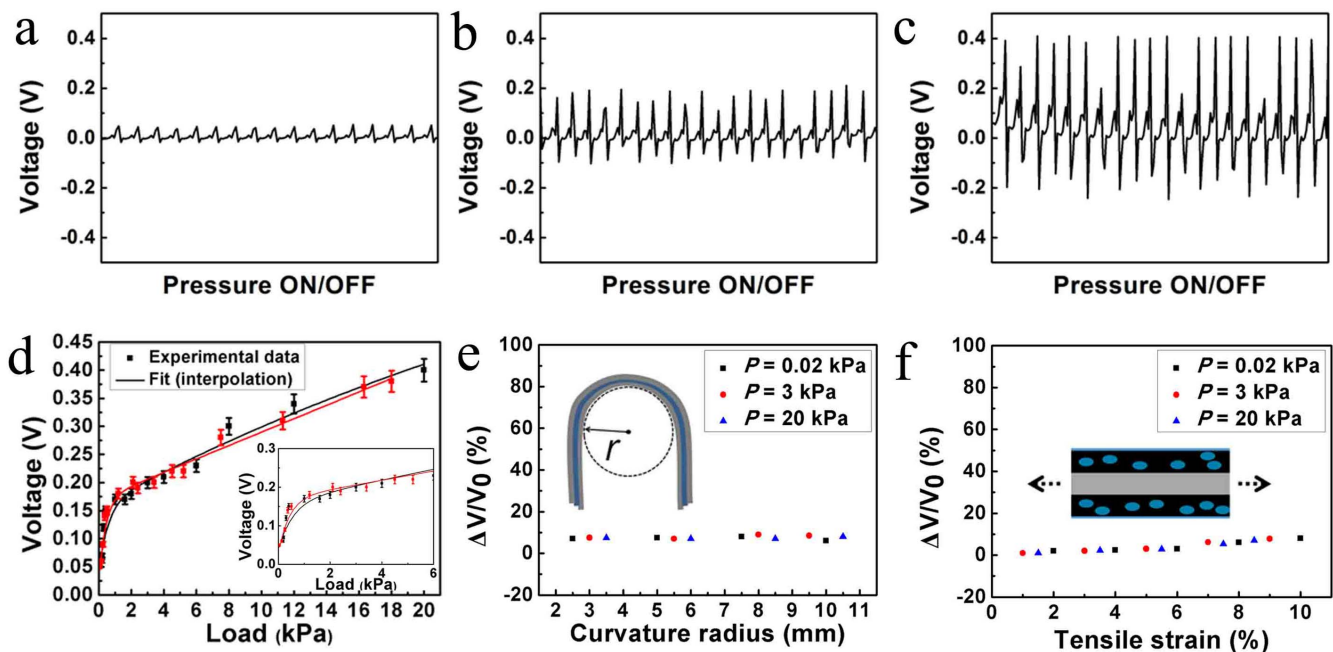 a
0.4
0.2
0.0
-0.2
-0.4
Voltage (V)
Pressure ON/OFF
b
0.4
0.2
0.0
-0.2
-0.4
Voltage (V)
Pressure ON/OFF
c
0.4
0.2
0.0
-0.2
-0.4
Voltage (V)
Pressure ON/OFF
d
0.45
0.40
0.35
0.30
0.25
0.20
0.15
0.10
0.05
0.00
Voltage (V)
Experimental data
Fit (interpolation)
0.3
0.2
0.1
0.0
Voltage (V)
0 2 4 6
Load (kPa)
0 2 4 6 8 10 12 14 16 18 20
Load (kPa)
e
100
80
60
40
20
0
-20
ΔV/V0 (%)
P = 0.02 kPa
P = 3 kPa
P = 20 kPa
r
2 3 4 5 6 7 8 9 10 11
Curvature radius (mm)
f
100
80
60
40
20
0
-20
ΔV/V0 (%)
P = 0.02 kPa
P = 3 kPa
P = 20 kPa
0 2 4 6 8 10
Tensile strain (%)